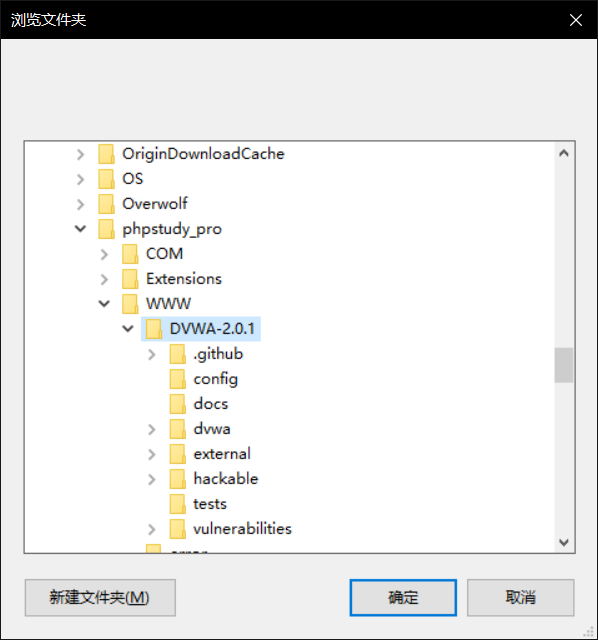 浏览文件夹
OriginDownloadCache
OS
Overwolf
phpstudy_pro
COM
Extensions
WWW
DVWA-2.0.1
.github
config
docs
dvwa
external
hackable
tests
vulnerabilities
新建文件夹(M)
确定
取消